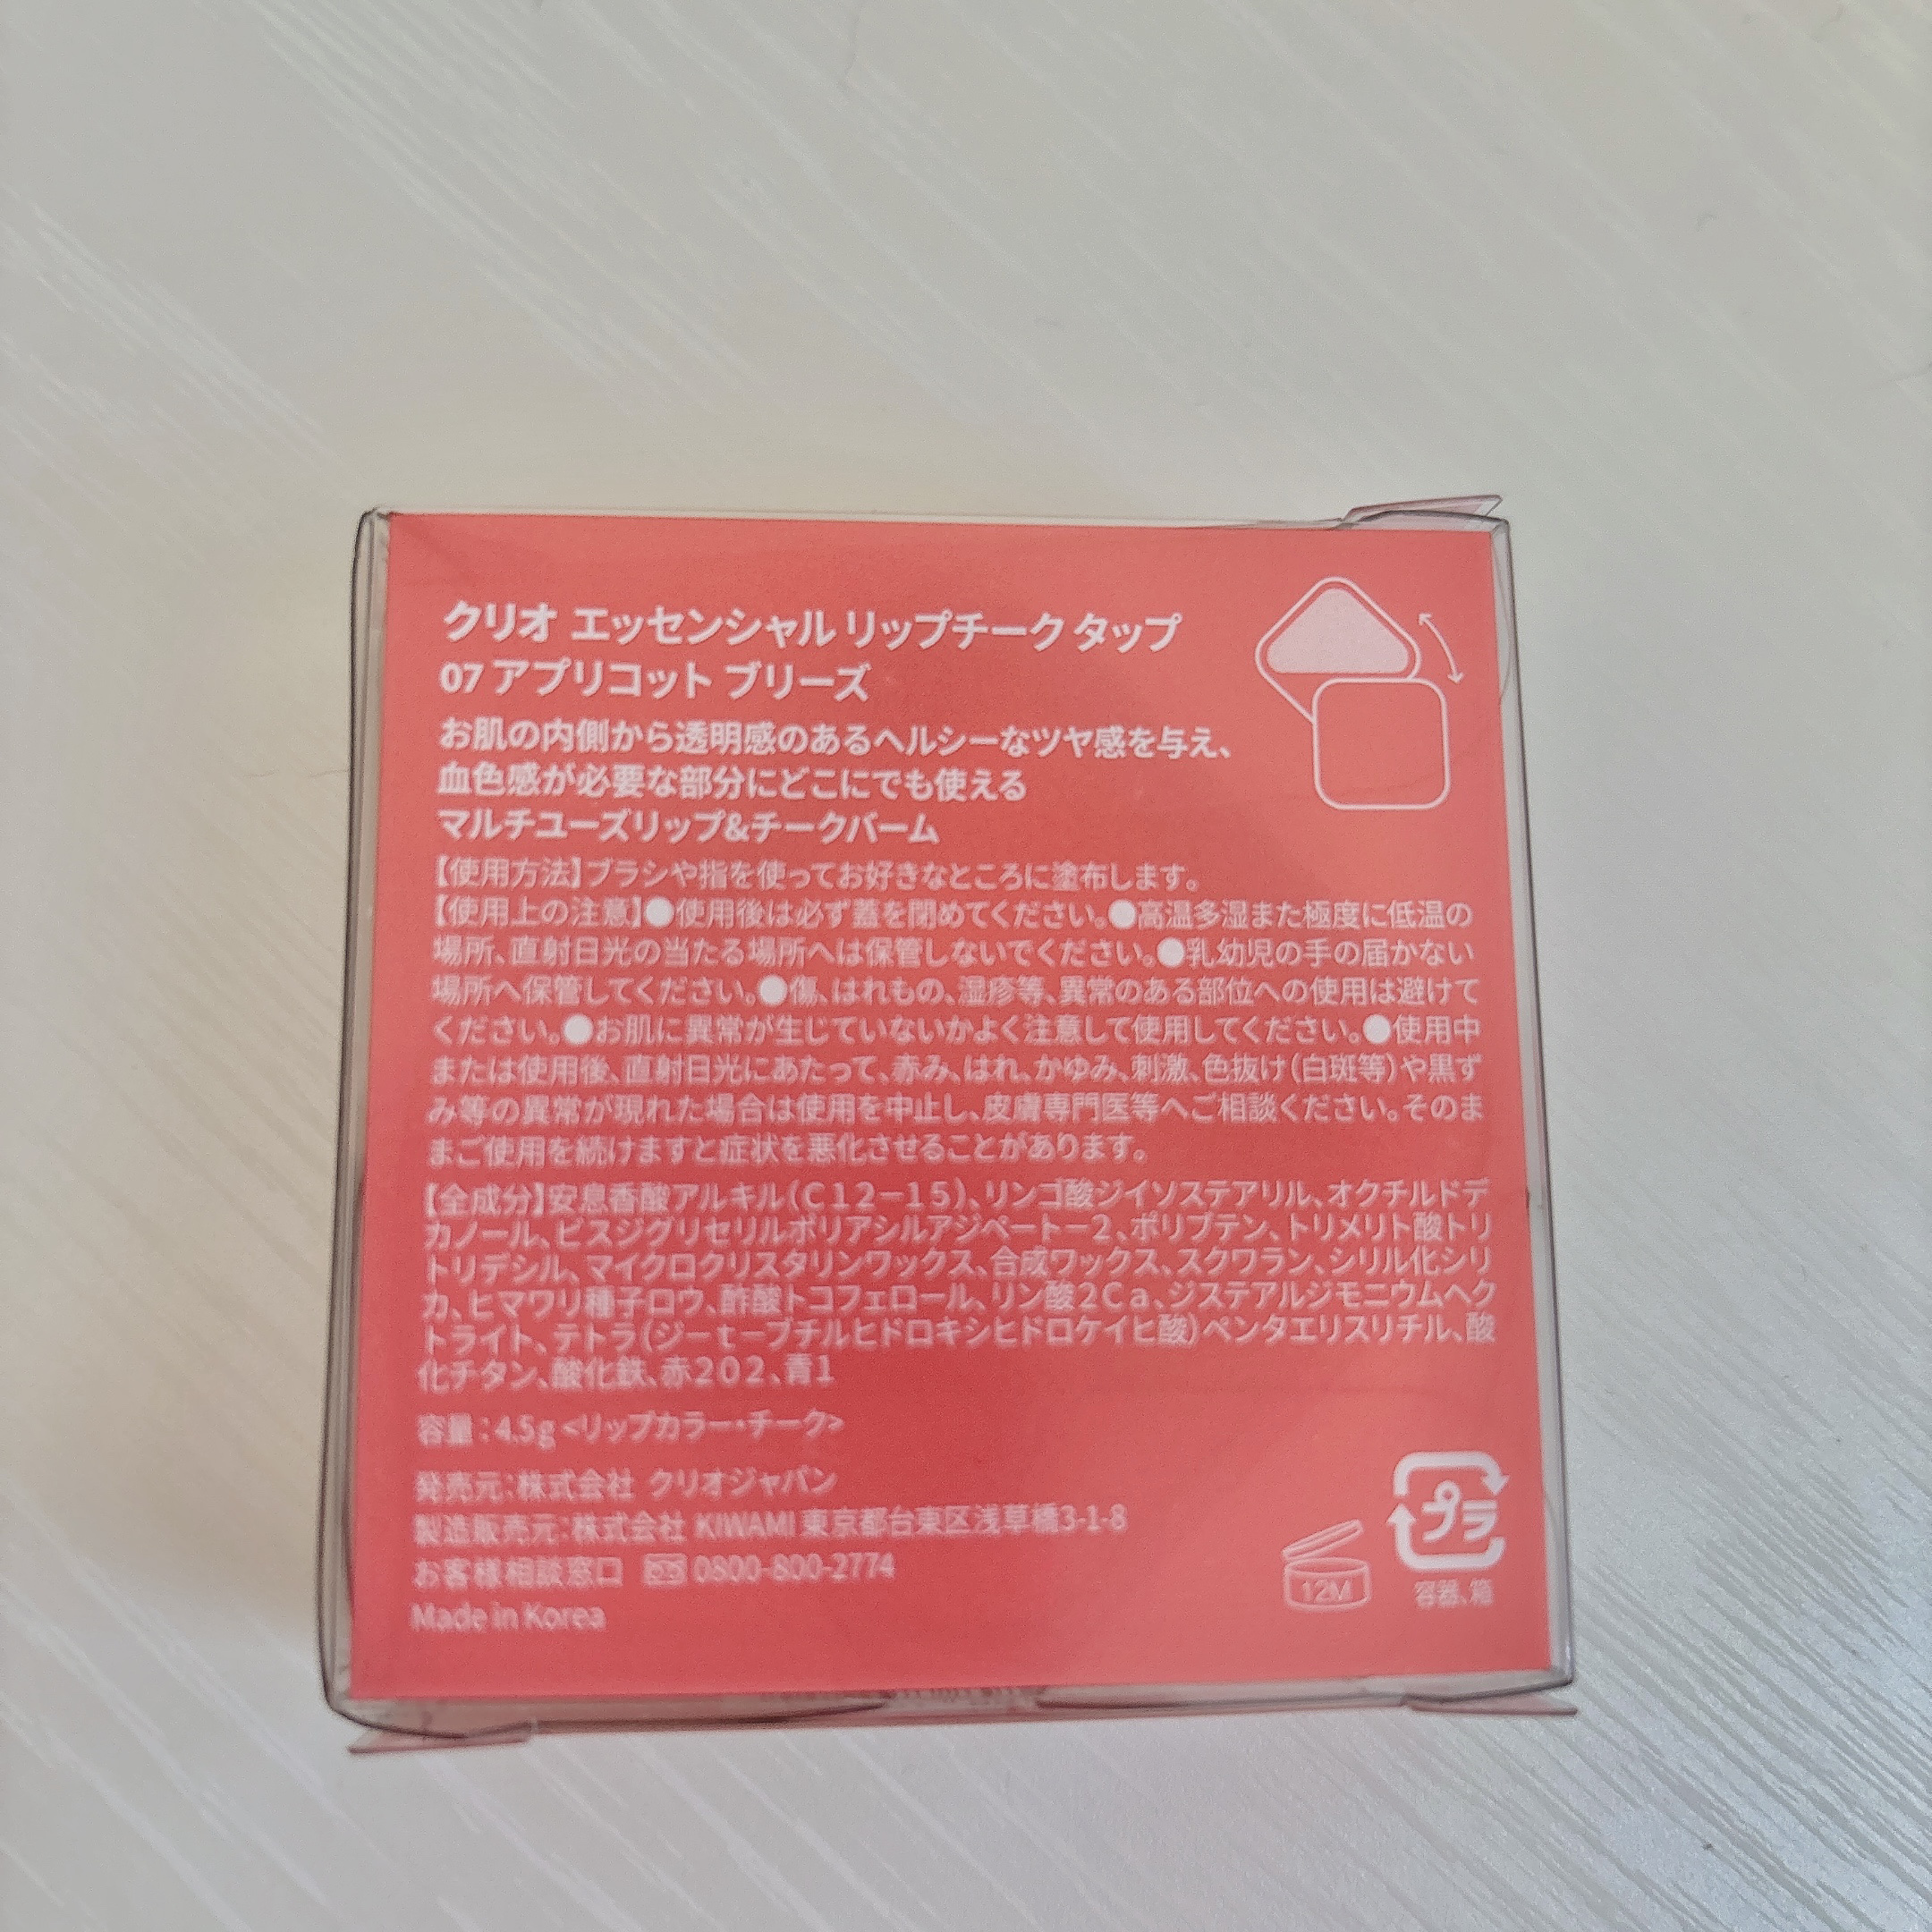 クリオ エッセンシャル リップチーク タップ
07 アプリコット ブリーズ
お肌の内側から透明感のあるヘルシーなツヤ感を与え、
血色感が必要な部分にどこにでも使える
マルチユーズリップ&チークバーム
【使用方法】ブラシや指を使ってお好きなところに塗布します。
【使用上の注意】●使用後は必ず蓋を閉めてください。●高温多湿また極度に低温の
場所、直射日光の当たる場所へは保管しないでください。●乳幼児の手の届かない
場所へ保管してください。●傷、はれもの、湿疹等、異常のある部位への使用は避けて
ください。●お肌に異常が生じていないかよく注意して使用してください。●使用中
または使用後、直射日光にあたって、赤み、はれ、かゆみ、刺激、色抜け(白斑等)や黒ず
み等の異常が現れた場合は使用を中止し、皮膚専門医等へご相談ください。そのま
まご使用を続けますと症状を悪化させることがあります。
【全成分】安息香酸アルキル(C12-15)、リンゴ酸ジイソステアリル、オクチルドデ
カノール、ビスジグリセリルポリアシルアジペート-2、ポリブテン、トリメリト酸トリ
トリデシル、マイクロクリスタリンワックス、合成ワックス、スクワラン、シリル化シリ
カ、ヒマワリ種子ロウ、酢酸トコフェロール、リン酸2Ca、ジステアルジモニウムヘク
トライト、テトラ(ジーtーブチルヒドロキシヒドロケイヒ酸)ペンタエリスリチル、酸
化チタン、酸化鉄、赤202、青1
容量:4.5g <リップカラー・チーク>
発売元:株式会社 クリオジャパン
製造販売元:株式会社 KIWAMI 東京都台東区浅草橋3-1-8
お客様相談窓口 0800-800-2774
Made in Korea
12M
プラ
容器、箱